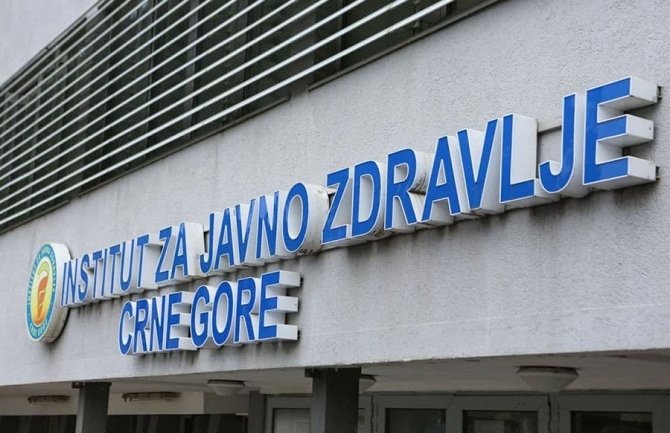 INSTITUT ZA JAVNO ZDRAVLJE
CRNE GORE